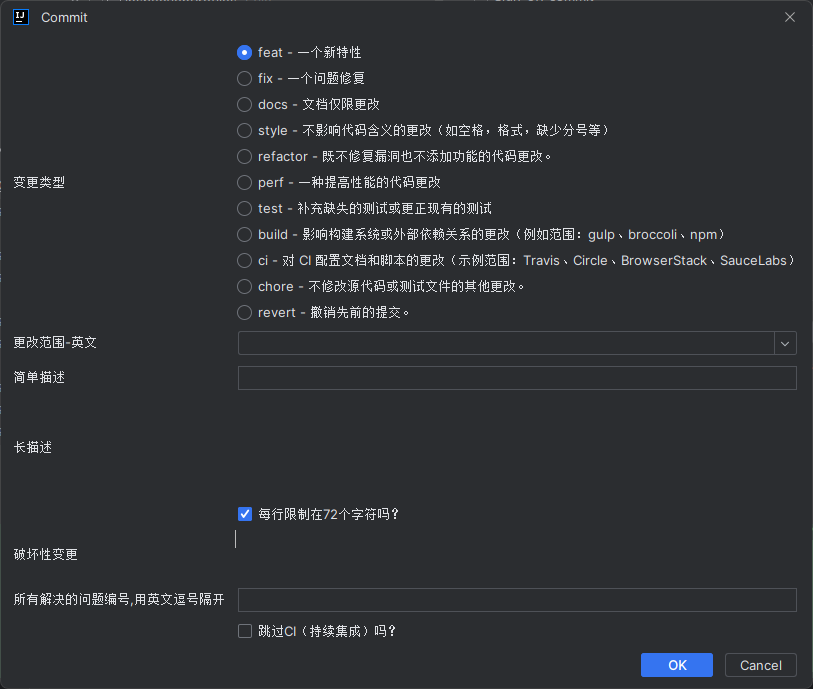 Commit
feat - 一个新特性
fix - 一个问题修复
docs - 文档仅限更改
style - 不影响代码含义的更改（如空格，格式，缺少分号等）
refactor - 既不修复漏洞也不添加功能的代码更改。
变更类型
perf - 一种提高性能的代码更改
test - 补充缺失的测试或更正现有的测试
build - 影响构建系统或外部依赖关系的更改（例如范围：gulp、broccoli、npm）
ci - 对 CI 配置文档和脚本的更改（示例范围：Travis、Circle、BrowserStack、SauceLabs）
chore - 不修改源代码或测试文件的其他更改。
revert - 撤销先前的提交。
更改范围-英文
简单描述
长描述
每行限制在72个字符吗?
破坏性变更
所有解决的问题编号,用英文逗号隔开
跳过CI（持续集成）吗?
OK
Cancel